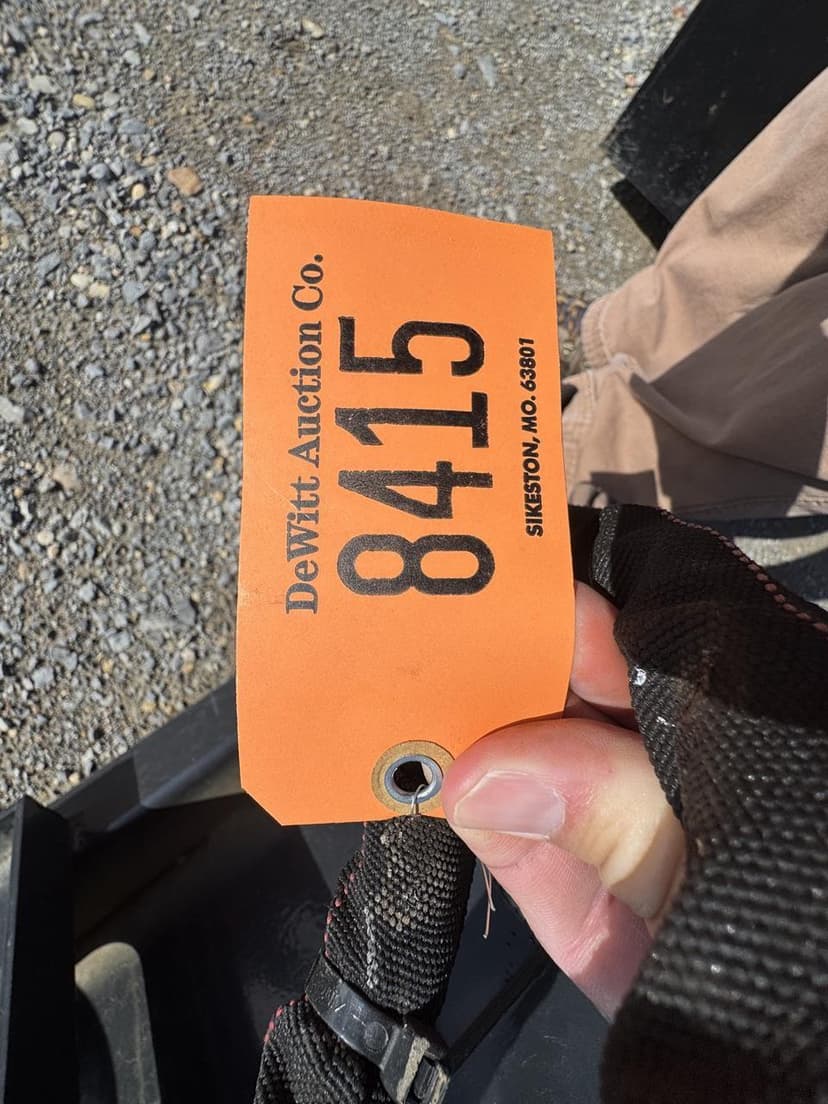 DeWitt Auction Co.
8415
SIKESTON, MO. 63801